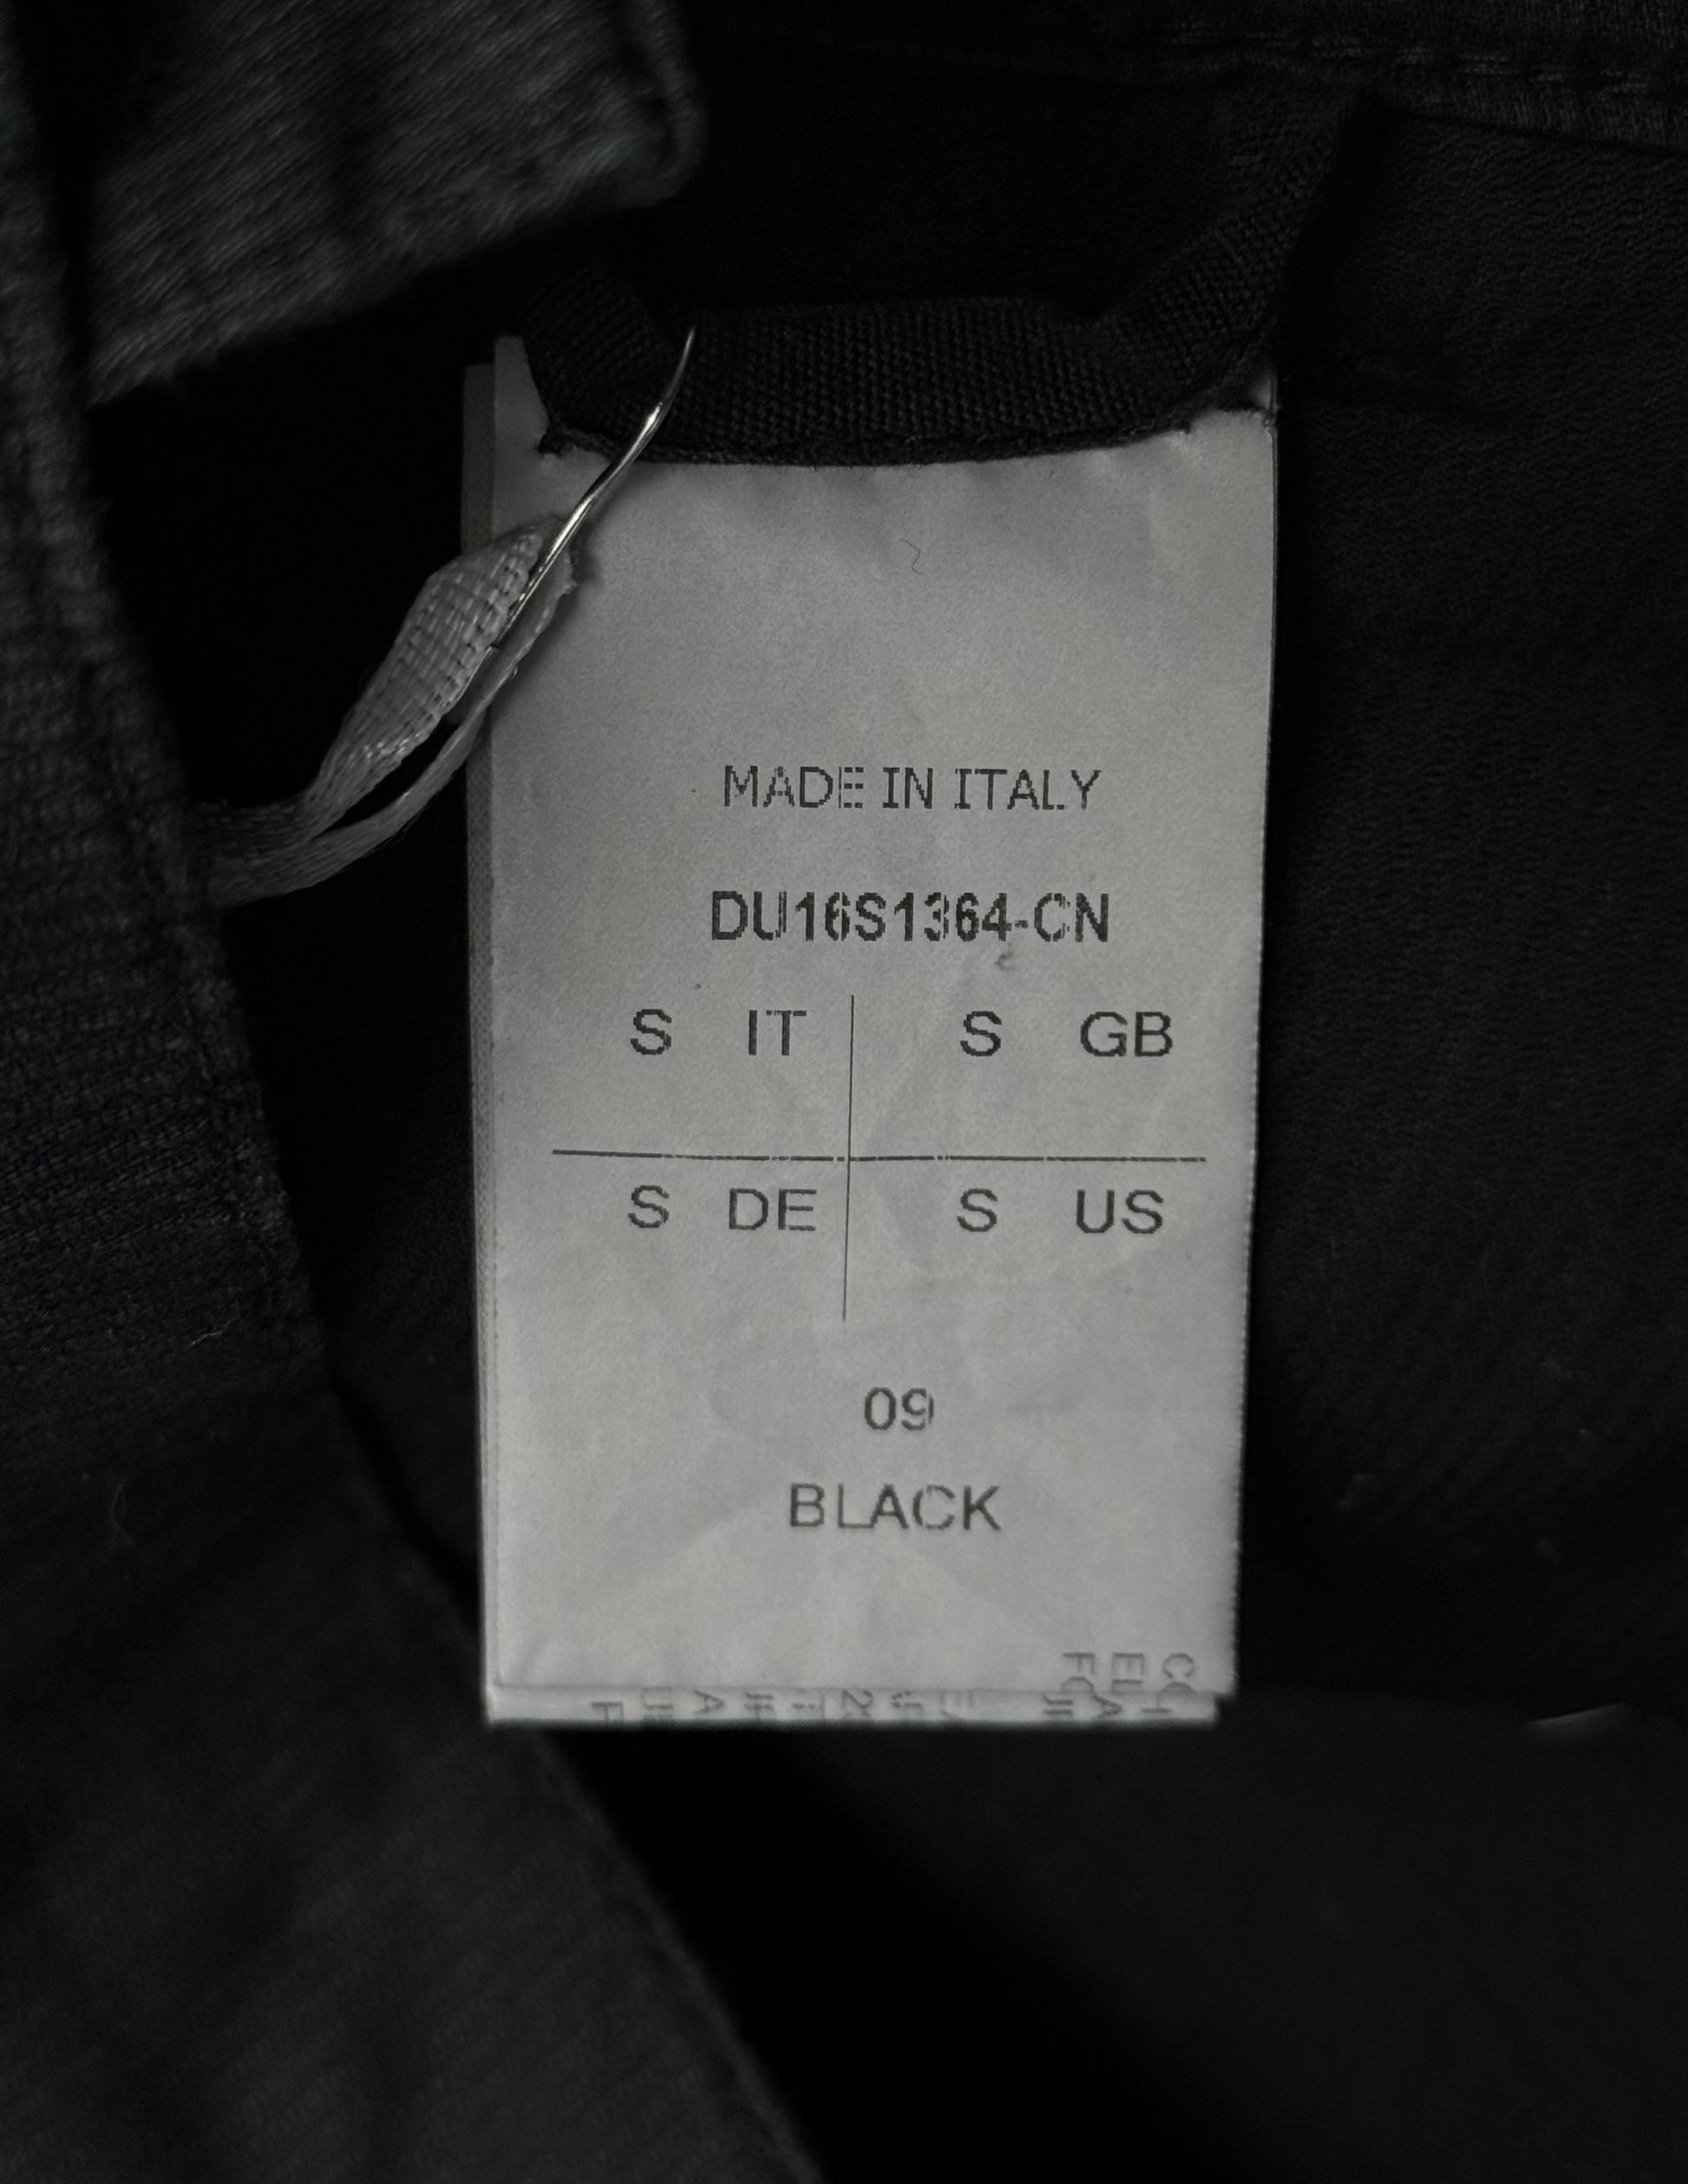 MADE IN ITALY
DU16S1364-CN
S IT S GB
S DE S US
09
BLACK